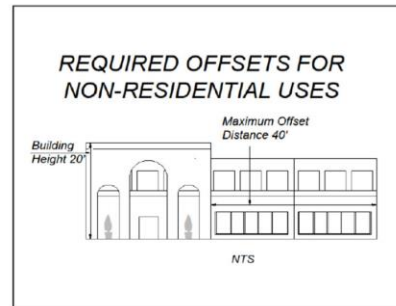 REQUIRED OFFSETS FOR
NON-RESIDENTIAL USES
Maximum Offset
Distance 40'
Building
Height 20'
NTS